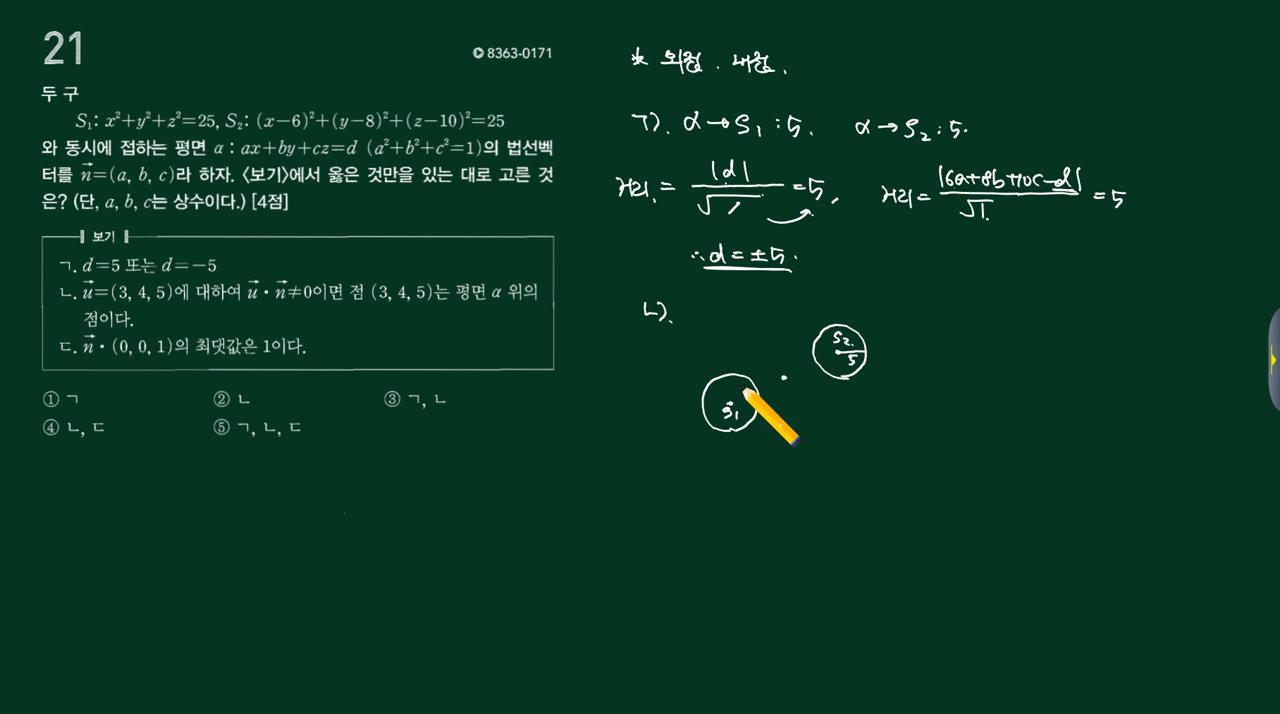 21
8363-0171
두 구
S₁: x²+y²+z²=25, S₂: (x-6)²+(y-8)²+(z-10)²=25
와 동시에 접하는 평면 α : ax+by+cz=d (a²+b²+c²=1)의 법선벡
터를 n⃗=(a, b, c)라 하자. 〈보기〉에서 옳은 것만을 있는 대로 고른 것
은? (단, a, b, c는 상수이다.) [4점]
보기
ㄱ. d=5 또는 d=-5
ㄴ. u⃗=(3, 4, 5)에 대하여 u⃗·n⃗≠0이면 점 (3, 4, 5)는 평면 α 위의
점이다.
ㄷ. n⃗·(0, 0, 1)의 최댓값은 1이다.
① ㄱ ② ㄴ ③ ㄱ, ㄴ
④ ㄴ, ㄷ ⑤ ㄱ, ㄴ, ㄷ
* 외접. 내접.
ㄱ). α→S₁ : 5. α→S₂ : 5.
거리 = |d|/√1 = 5, 거리 = |6a+8b+10c-d|/√1 = 5
∴ d = ±5.
ㄴ).
S₂
5
S₁